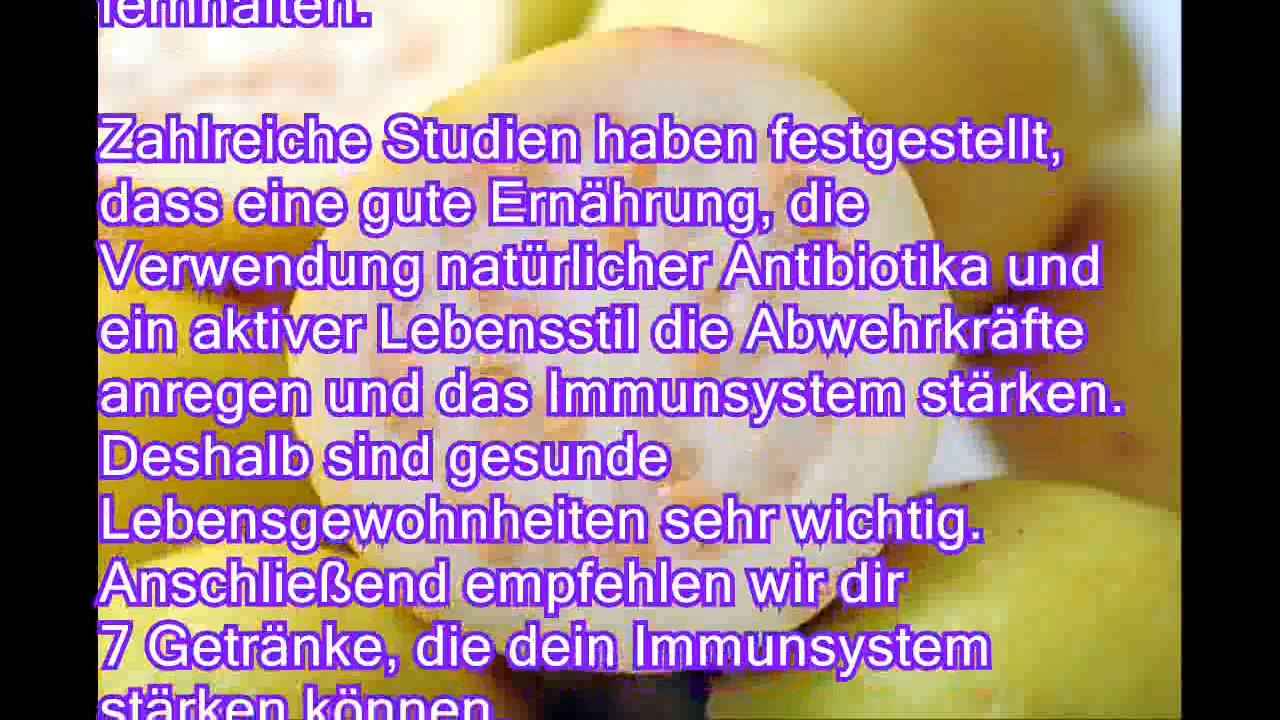 fernhalten.
Zahlreiche Studien haben festgestellt,
dass eine gute Ernährung, die
Verwendung natürlicher Antibiotika und
ein aktiver Lebensstil die Abwehrkräfte
anregen und das Immunsystem stärken.
Deshalb sind gesunde
Lebensgewohnheiten sehr wichtig.
Anschließend empfehlen wir dir
7 Getränke, die dein Immunsystem
stärken können.